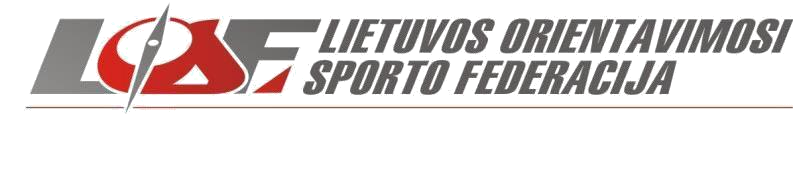 LOSF
LIETUVOS ORIENTAVIMOSI
SPORTO FEDERACIJA